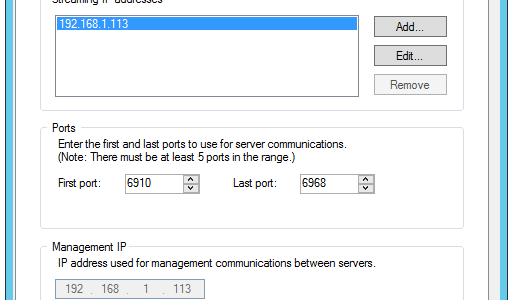 Streaming IP addresses
192.168.1.113
Add...
Edit...
Remove
Ports
Enter the first and last ports to use for server communications.
(Note: There must be at least 5 ports in the range.)
First port: 6910 Last port: 6968
Management IP
IP address used for management communications between servers.
192 . 168 . 1 . 113